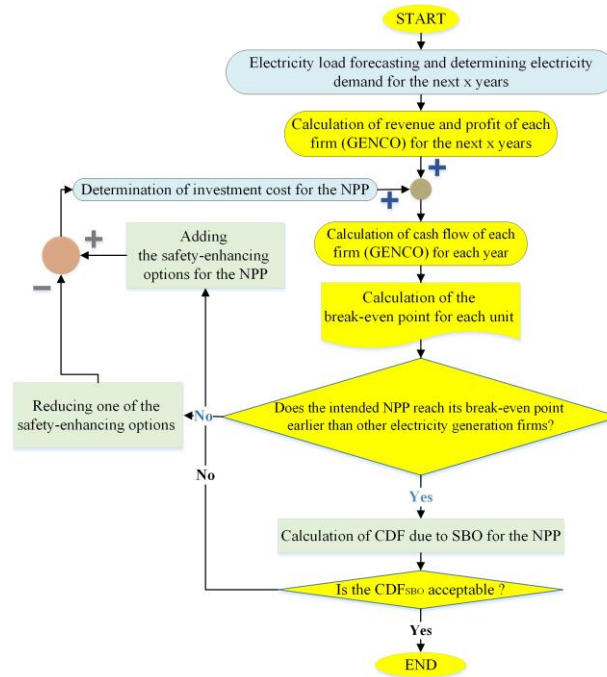 START
Electricity load forecasting and determining electricity
demand for the next x years
Calculation of revenue and profit of each
firm (GENCO) for the next x years
+
Determination of investment cost for the NPP
+
+
Adding
the safety-enhancing
options for the NPP
−
Calculation of cash flow of each
firm (GENCO) for each year
Calculation of the
break-even point for each unit
Reducing one of the
safety-enhancing options
No
Does the intended NPP reach its break-even point
earlier than other electricity generation firms?
No
Yes
Calculation of CDF due to SBO for the NPP
Is the CDFSBO acceptable ?
Yes
END